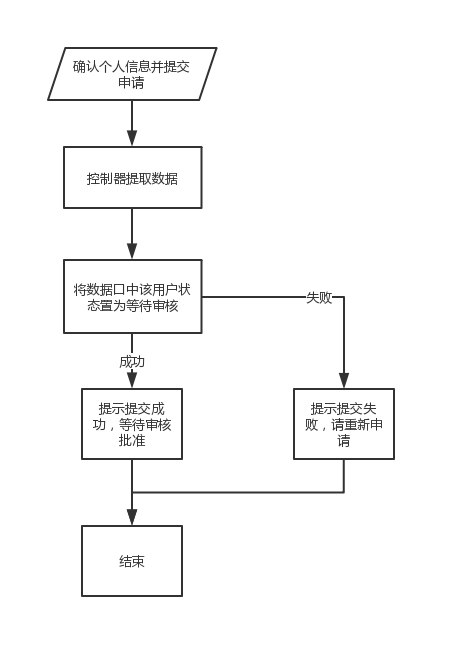 确认个人信息并提交
申请
控制器提取数据
将数据口中该用户状
态置为等待审核
失败
成功
提示提交成
功，等待审核
批准
提示提交失
败，请重新申
请
结束